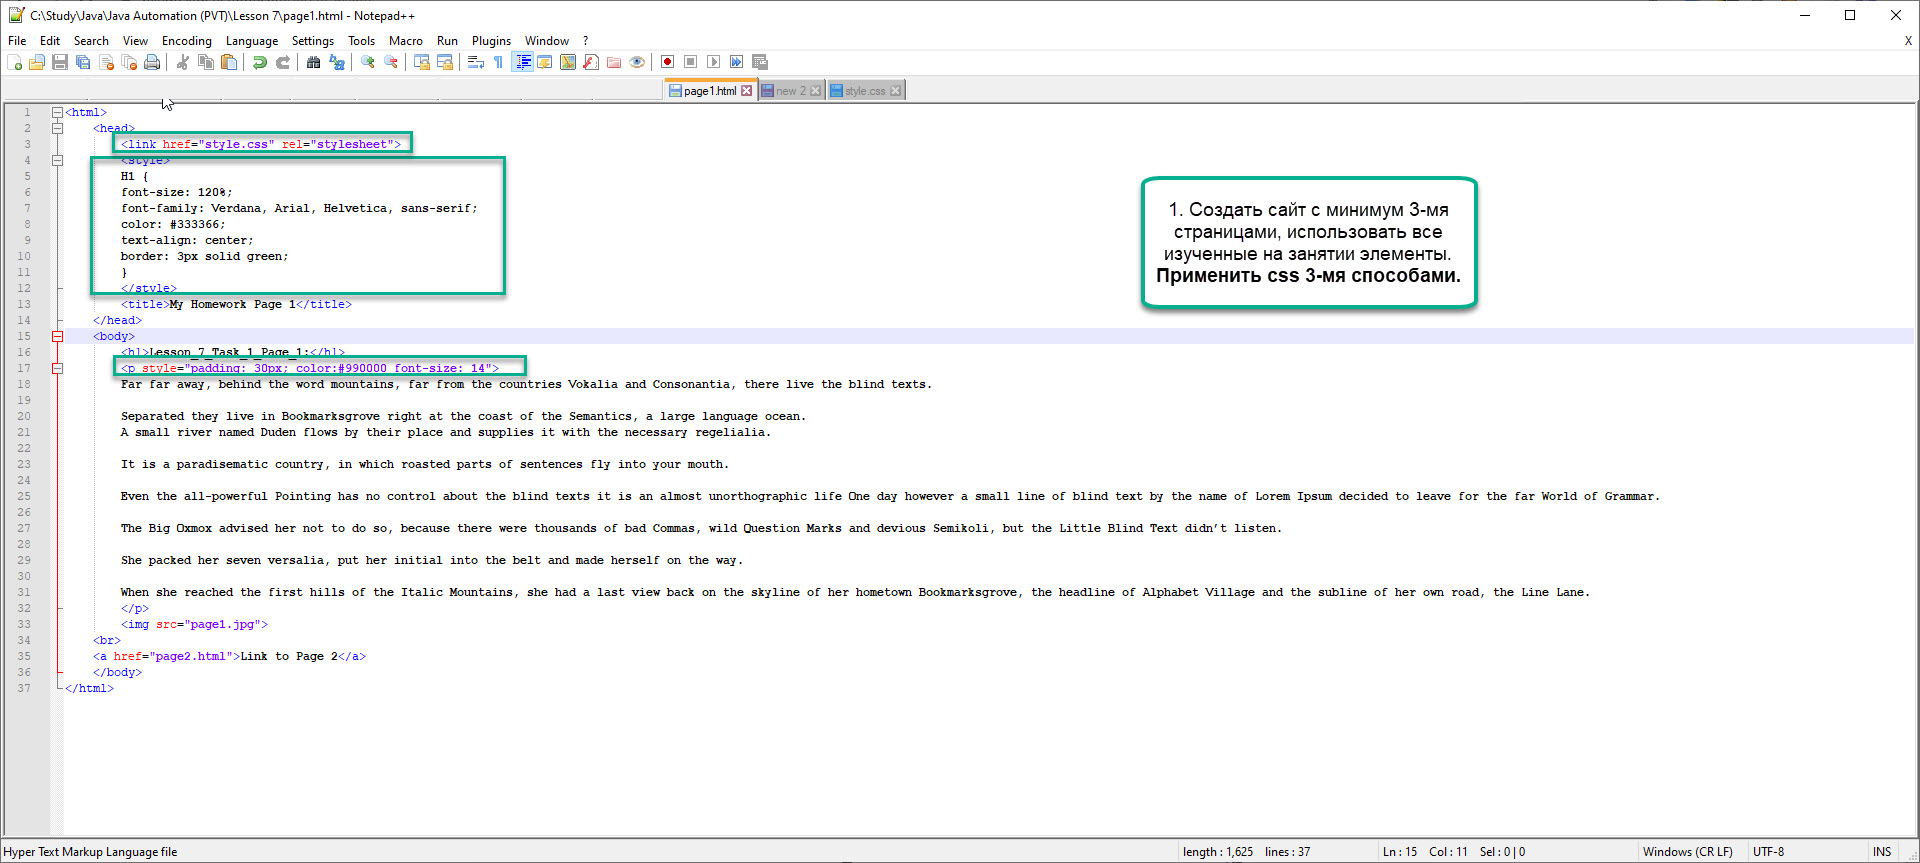 C:\Study\Java\Java Automation (PVT)\Lesson 7\page1.html - Notepad++
File Edit Search View Encoding Language Settings Tools Macro Run Plugins Window ? X
page1.html new 2 style.css
1 <html>
2 <head>
3 <link href="style.css" rel="stylesheet">
4 <style>
5 H1 {
6 font-size: 120%;
7 font-family: Verdana, Arial, Helvetica, sans-serif;
8 color: #333366;
9 text-align: center;
10 border: 3px solid green;
11 }
12 </style>
13 <title>My Homework Page 1</title>
14 </head>
15 <body>
16 <h1>Lesson_7_Task_1_Page_1:</h1>
17 <p style="padding: 30px; color:#990000 font-size: 14">
18 Far far away, behind the word mountains, far from the countries Vokalia and Consonantia, there live the blind texts.
19
20 Separated they live in Bookmarksgrove right at the coast of the Semantics, a large language ocean.
21 A small river named Duden flows by their place and supplies it with the necessary regelialia.
22
23 It is a paradisematic country, in which roasted parts of sentences fly into your mouth.
24
25 Even the all-powerful Pointing has no control about the blind texts it is an almost unorthographic life One day however a small line of blind text by the name of Lorem Ipsum decided to leave for the far World of Grammar.
26
27 The Big Oxmox advised her not to do so, because there were thousands of bad Commas, wild Question Marks and devious Semikoli, but the Little Blind Text didn't listen.
28
29 She packed her seven versalia, put her initial into the belt and made herself on the way.
30
31 When she reached the first hills of the Italic Mountains, she had a last view back on the skyline of her hometown Bookmarksgrove, the headline of Alphabet Village and the subline of her own road, the Line Lane.
32 </p>
33 <img src="page1.jpg">
34 <br>
35 <a href="page2.html">Link to Page 2</a>
36 </body>
37 </html>
1. Создать сайт с минимум 3-мя
страницами, использовать все
изученные на занятии элементы.
Применить css 3-мя способами.
Hyper Text Markup Language file length : 1,625 lines : 37 Ln : 15 Col : 11 Sel : 0 | 0 Windows (CR LF) UTF-8 INS